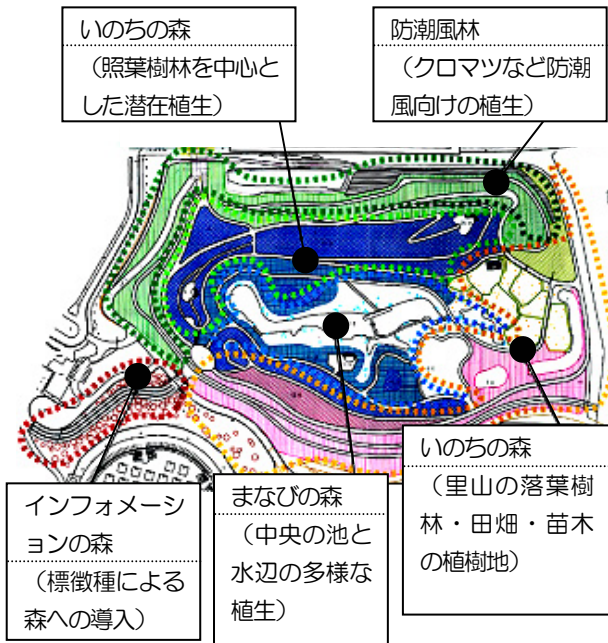 いのちの森
（照葉樹林を中心と
した潜在植生）
防潮風林
（クロマツなど防潮
風向けの植生）
インフォメーシ
ョンの森
（標徴種による
森への導入）
まなびの森
（中央の池と
水辺の多様な
植生）
いのちの森
（里山の落葉樹
林・田畑・苗木
の植樹地）